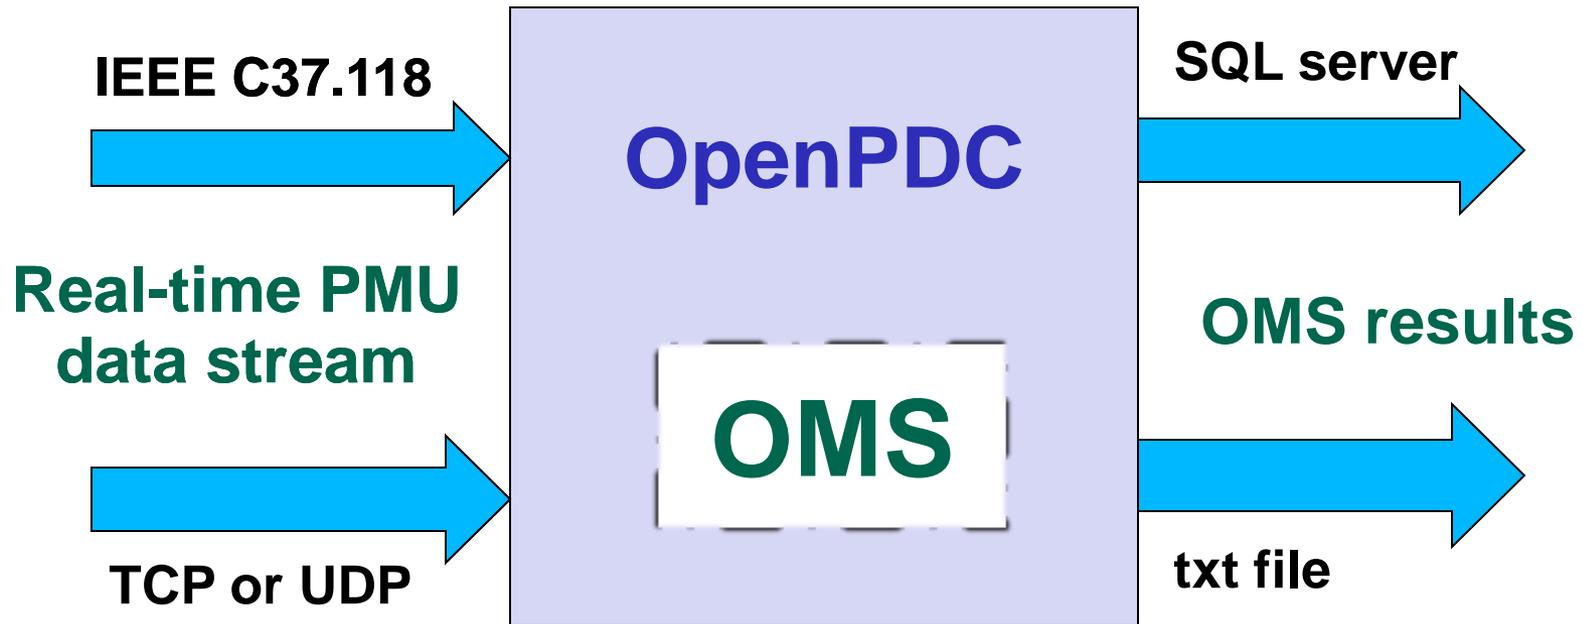 IEEE C37.118
Real-time PMU
data stream
TCP or UDP
OpenPDC
OMS
SQL server
OMS results
txt file